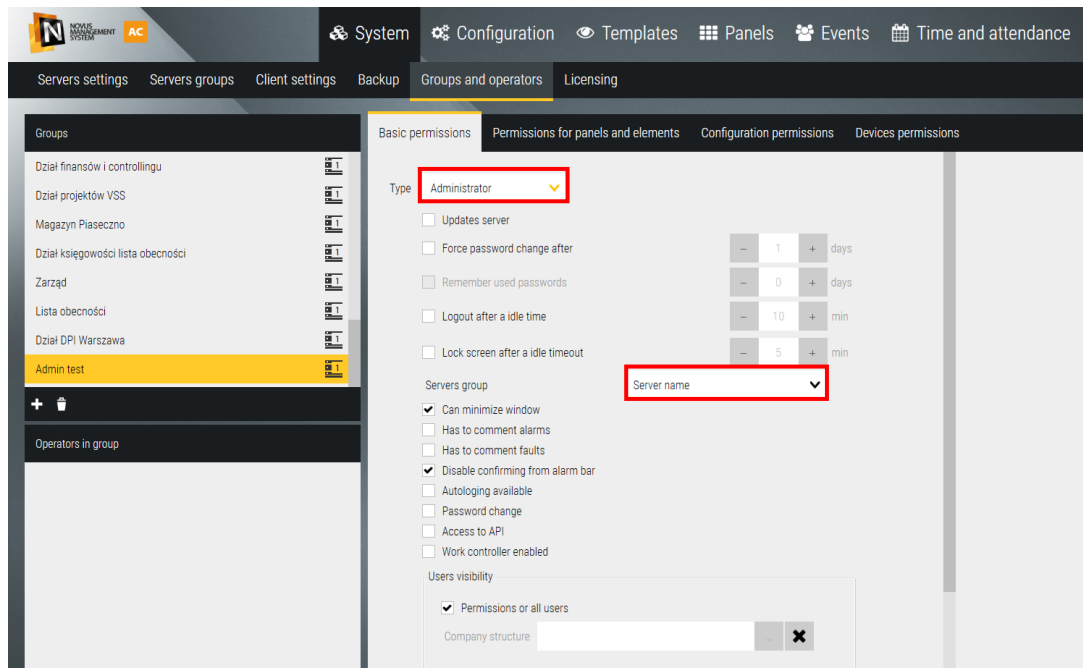 NOVUS
MANAGEMENT
SYSTEM
AC
System Configuration Templates Panels Events Time and attendance
Servers settings Servers groups Client settings Backup Groups and operators Licensing
Groups
Dział finansów i controllingu 1
Dział projektów VSS 1
Magazyn Piaseczno 1
Dział księgowości lista obecności 1
Zarząd 1
Lista obecności 1
Dział DPI Warszawa 1
Admin test 1
Operators in group
Basic permissions Permissions for panels and elements Configuration permissions Devices permissions
Type Administrator
Updates server
Force password change after - 1 + days
Remember used passwords - 0 + days
Logout after a idle time - 10 + min
Lock screen after a idle timeout - 5 + min
Servers group Server name
Can minimize window
Has to comment alarms
Has to comment faults
Disable confirming from alarm bar
Autologing available
Password change
Access to API
Work controller enabled
Users visibility
Permissions or all users
Company structure ...